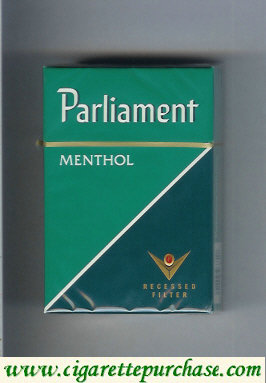 Parliament
MENTHOL
RECESSED
FILTER
www.cigarettepurchase.com